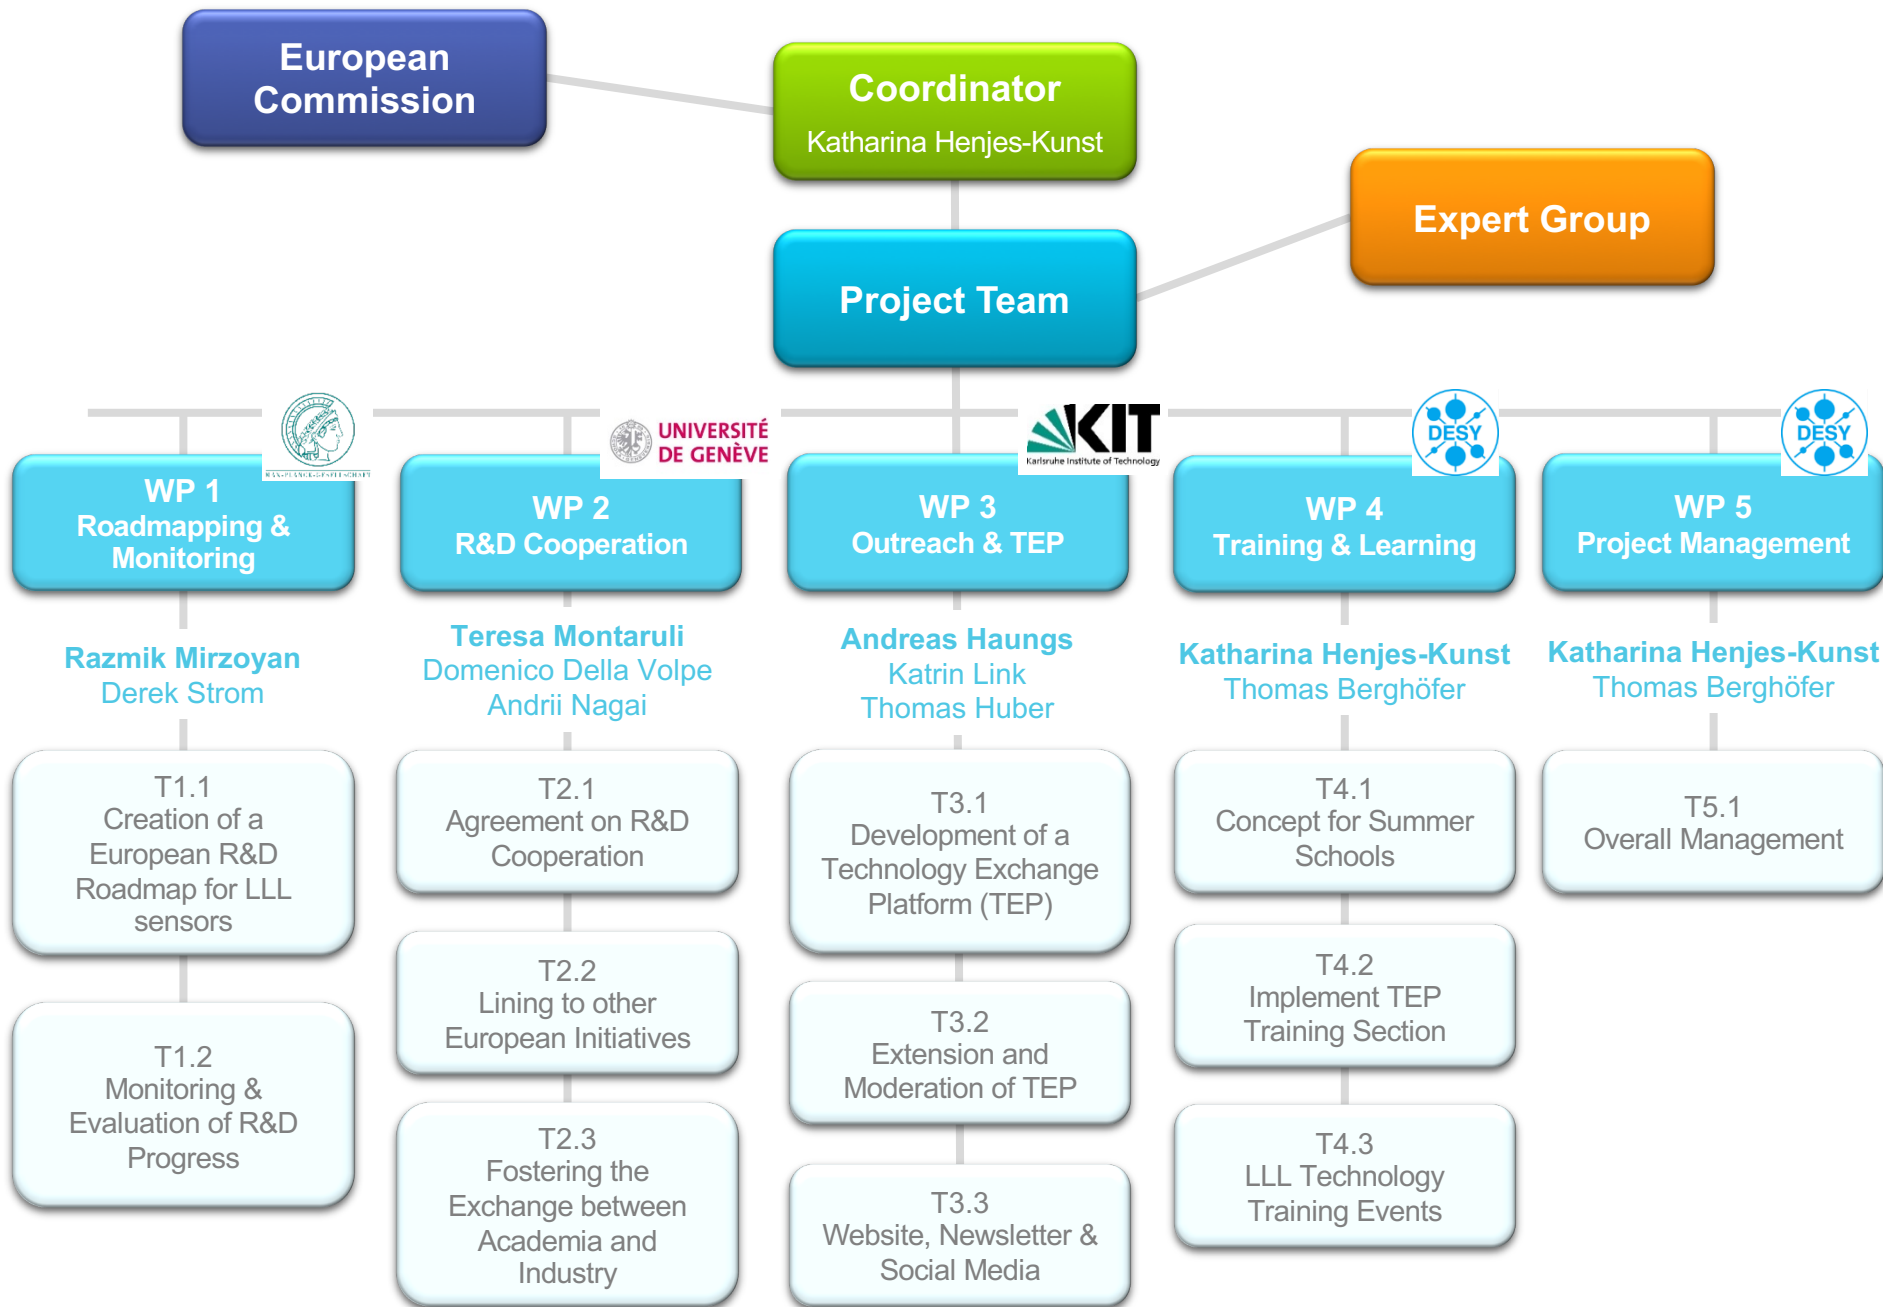 European
Commission
Coordinator
Katharina Henjes-Kunst
Expert Group
Project Team
MAX-PLANCK-GESELLSCHAFT
UNIVERSITÉ
DE GENÈVE
KIT
Karlsruhe Institute of Technology
DESY
DESY
WP 1
Roadmapping &
Monitoring
WP 2
R&D Cooperation
WP 3
Outreach & TEP
WP 4
Training & Learning
WP 5
Project Management
Razmik Mirzoyan
Derek Strom
Teresa Montaruli
Domenico Della Volpe
Andrii Nagai
Andreas Haungs
Katrin Link
Thomas Huber
Katharina Henjes-Kunst
Thomas Berghöfer
Katharina Henjes-Kunst
Thomas Berghöfer
T1.1
Creation of a
European R&D
Roadmap for LLL
sensors
T1.2
Monitoring &
Evaluation of R&D
Progress
T2.1
Agreement on R&D
Cooperation
T2.2
Lining to other
European Initiatives
T2.3
Fostering the
Exchange between
Academia and
Industry
T3.1
Development of a
Technology Exchange
Platform (TEP)
T3.2
Extension and
Moderation of TEP
T3.3
Website, Newsletter &
Social Media
T4.1
Concept for Summer
Schools
T4.2
Implement TEP
Training Section
T4.3
LLL Technology
Training Events
T5.1
Overall Management